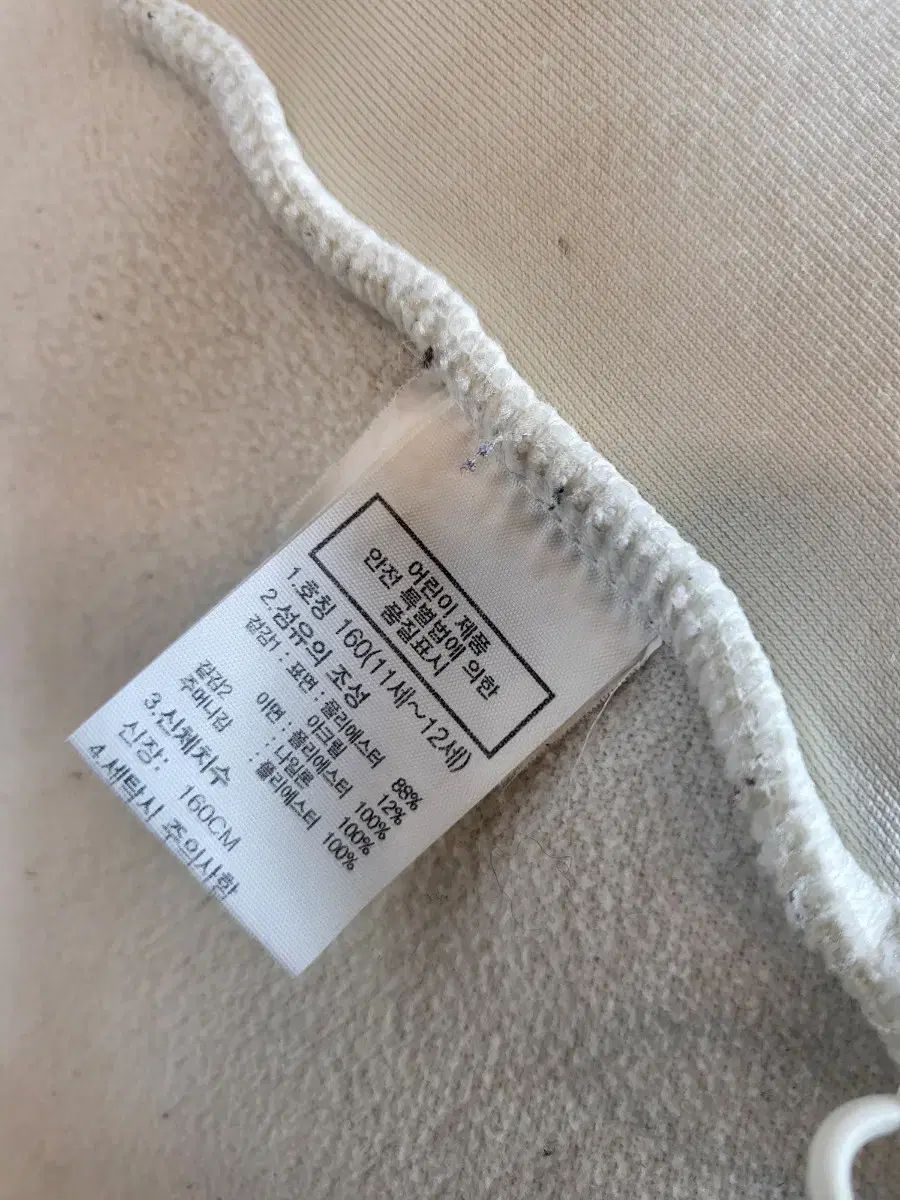 어린이 제품
안전 특별법에 의한
품질표시
1.호칭 160(11세~12세)
2.섬유의 조성
겉감1 : 표면 : 폴리에스터 88%
아크릴 12%
이면 : 폴리에스터 100%
겉감2 : 나일론 100%
주머니감 : 폴리에스터 100%
3.신체치수
신장: 160CM
4.세탁시 주의사항